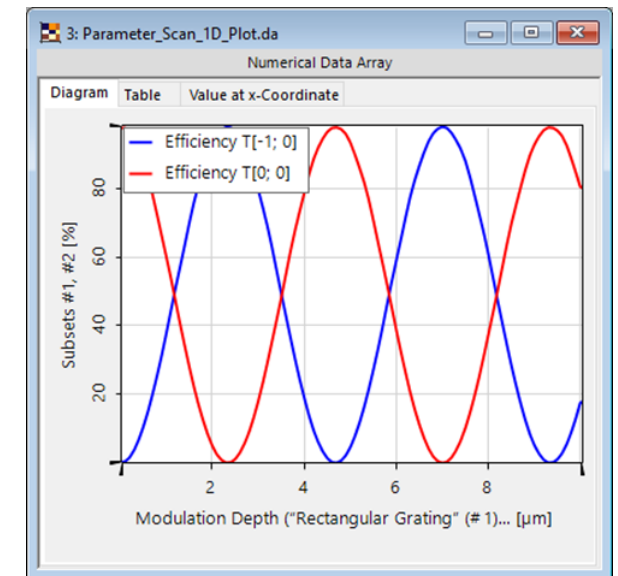 3: Parameter_Scan_1D_Plot.da
Numerical Data Array
Diagram Table Value at x-Coordinate
Efficiency T[-1; 0]
Efficiency T[0; 0]
Subsets #1, #2 [%]
80
60
40
20
2 4 6 8
Modulation Depth ("Rectangular Grating" (# 1)... [µm]